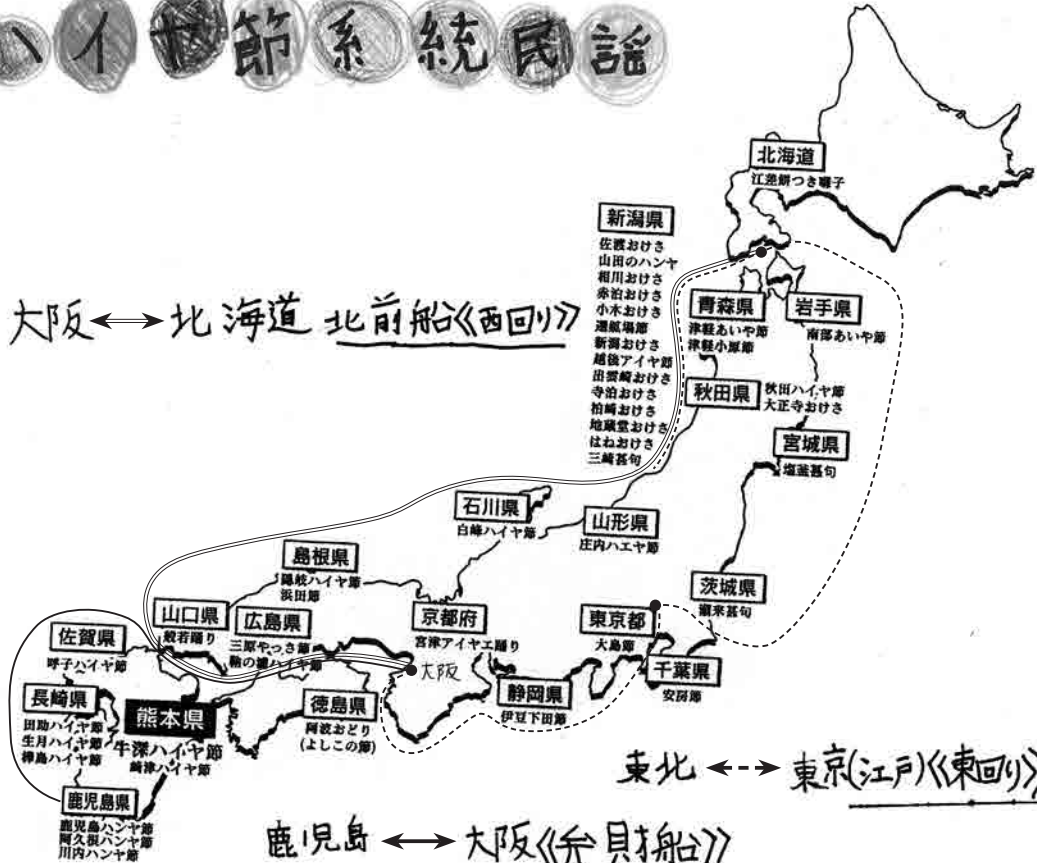 ハイヤ節系統民謡
北海道
江差餅つき囃子
新潟県
佐渡おけさ
山田のハンヤ
相川おけさ
赤泊おけさ
小木おけさ
選鉱場節
新潟おけさ
越後アイヤ節
出雲崎おけさ
寺泊おけさ
柏崎おけさ
地蔵堂おけさ
はねおけさ
三崎甚句
大阪⟷北海道 北前船《西回り》
青森県
津軽あいや節
津軽小原節
岩手県
南部あいや節
秋田県
秋田ハイヤ節
大正寺おけさ
宮城県
塩釜甚句
石川県
白峰ハイヤ節
山形県
庄内ハエヤ節
島根県
隠岐ハイヤ節
浜田節
茨城県
潮来甚句
山口県
般若踊り
広島県
三原やっさ節
鞆の浦ハイヤ節
京都府
宮津アイヤエ踊り
東京都
大島節
佐賀県
呼子ハイヤ節
大阪
千葉県
安房節
長崎県
田助ハイヤ節
生月ハイヤ節
樺島ハイヤ節
熊本県
牛深ハイヤ節
崎津ハイヤ節
徳島県
阿波おどり
(よしこの節)
静岡県
伊豆下田節
東北 ⟷ 東京(江戸)《東回り》
鹿児島県
鹿児島ハンヤ節
阿久根ハンヤ節
川内ハンヤ節
鹿児島 ⟷ 大阪《弁財船》